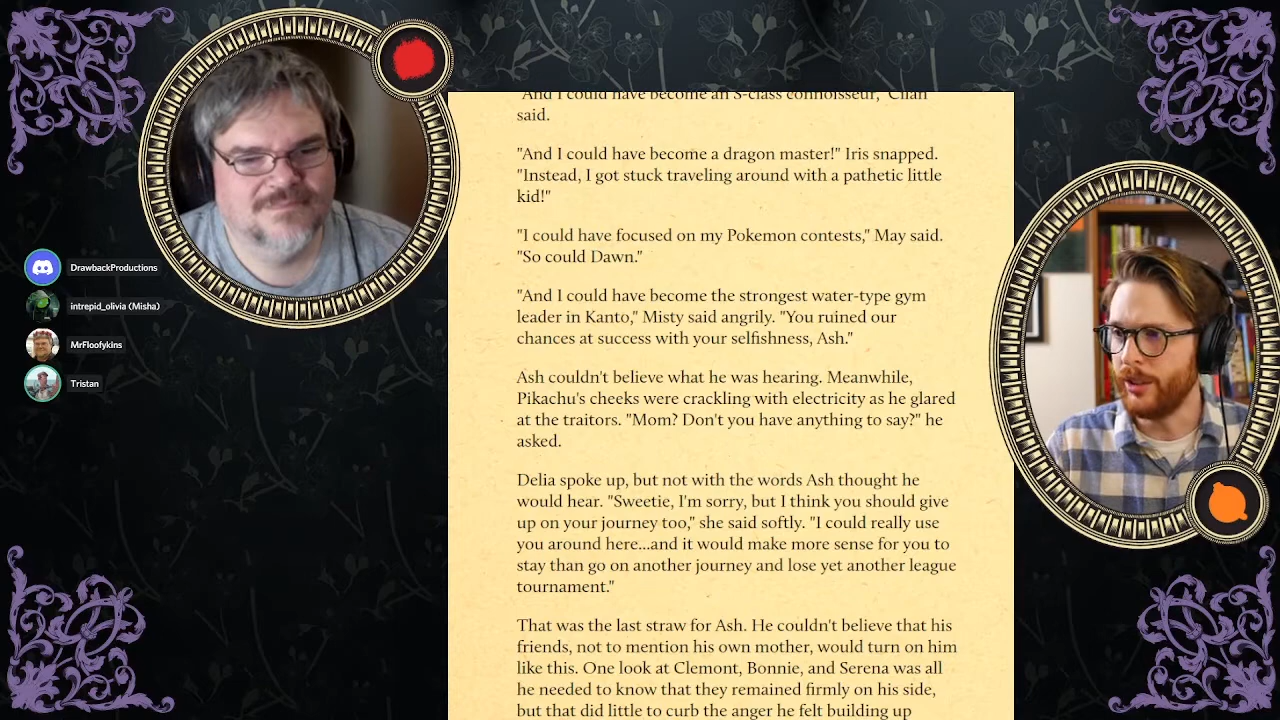 "And I could have become an S-class connoisseur," Cilan
said.
"And I could have become a dragon master!" Iris snapped.
"Instead, I got stuck traveling around with a pathetic little
kid!"
"I could have focused on my Pokemon contests," May said.
"So could Dawn."
"And I could have become the strongest water-type gym
leader in Kanto," Misty said angrily. "You ruined our
chances at success with your selfishness, Ash."
Ash couldn't believe what he was hearing. Meanwhile,
Pikachu's cheeks were crackling with electricity as he glared
at the traitors. "Mom? Don't you have anything to say?" he
asked.
Delia spoke up, but not with the words Ash thought he
would hear. "Sweetie, I'm sorry, but I think you should give
up on your journey too," she said softly. "I could really use
you around here...and it would make more sense for you to
stay than go on another journey and lose yet another league
tournament."
That was the last straw for Ash. He couldn't believe that his
friends, not to mention his own mother, would turn on him
like this. One look at Clemont, Bonnie, and Serena was all
he needed to know that they remained firmly on his side,
but that did little to curb the anger he felt building up
DrawbackProductions
intrepid_olivia (Misha)
MrFloofykins
Tristan